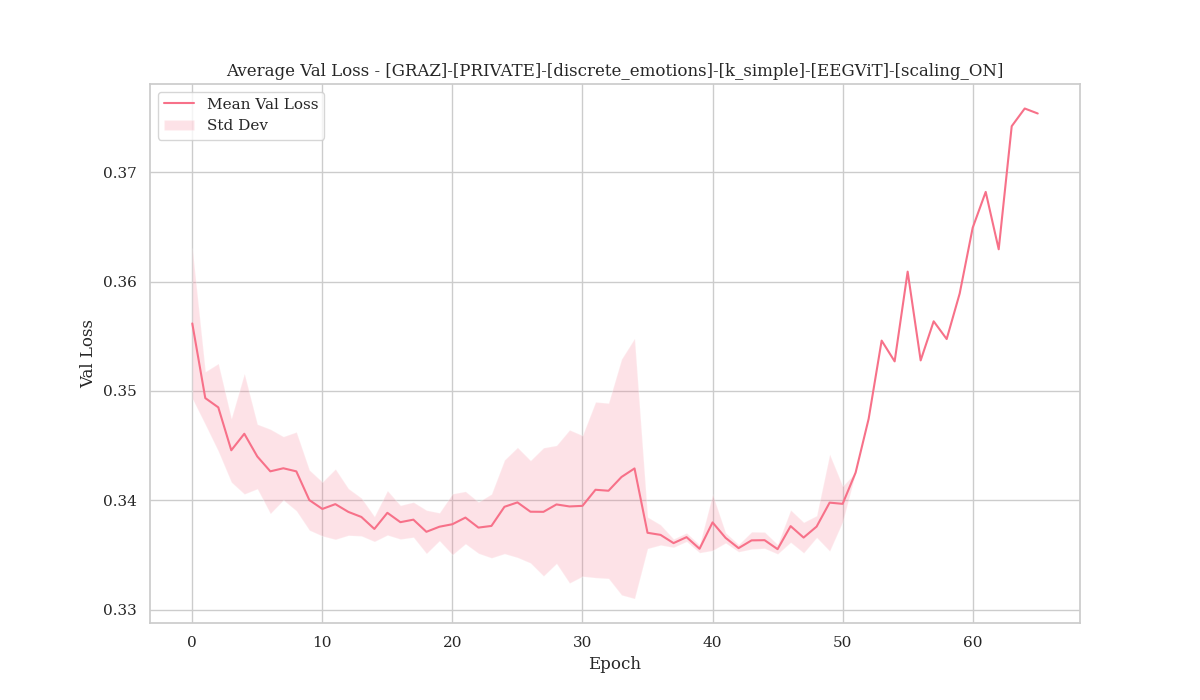 Average Val Loss - [GRAZ]-[PRIVATE]-[discrete_emotions]-[k_simple]-[EEGViT]-[scaling_ON]
Mean Val Loss
Std Dev
Val Loss
0.37
0.36
0.35
0.34
0.33
0 10 20 30 40 50 60
Epoch